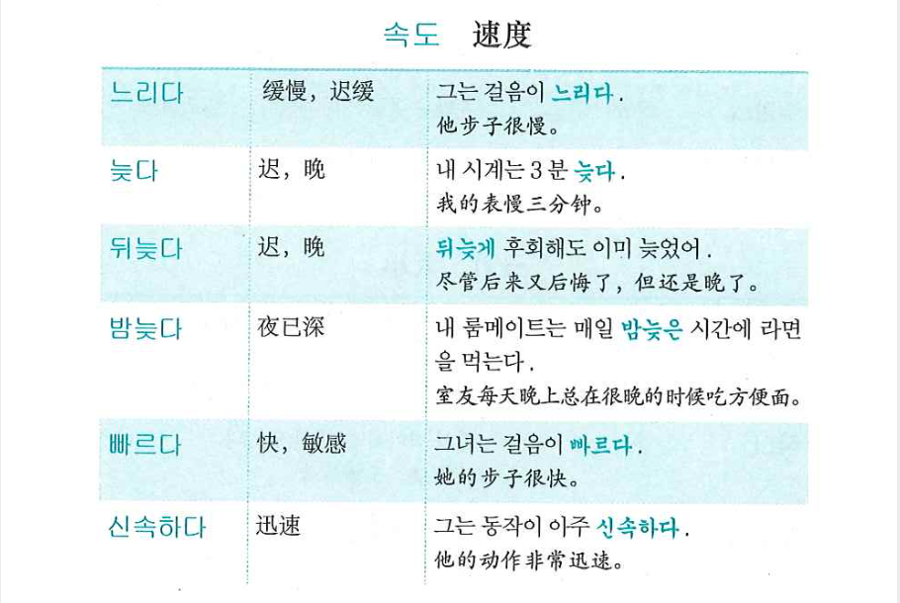 속도 速度
느리다 缓慢，迟缓 그는 걸음이 느리다.
他步子很慢。
늦다 迟，晚 내 시계는 3분 늦다.
我的表慢三分钟。
뒤늦다 迟，晚 뒤늦게 후회해도 이미 늦었어.
尽管后来又后悔了，但还是晚了。
밤늦다 夜已深 내 룸메이트는 매일 밤늦은 시간에 라면
을 먹는다.
室友每天晚上总在很晚的时候吃方便面。
빠르다 快，敏感 그녀는 걸음이 빠르다.
她的步子很快。
신속하다 迅速 그는 동작이 아주 신속하다.
他的动作非常迅速。